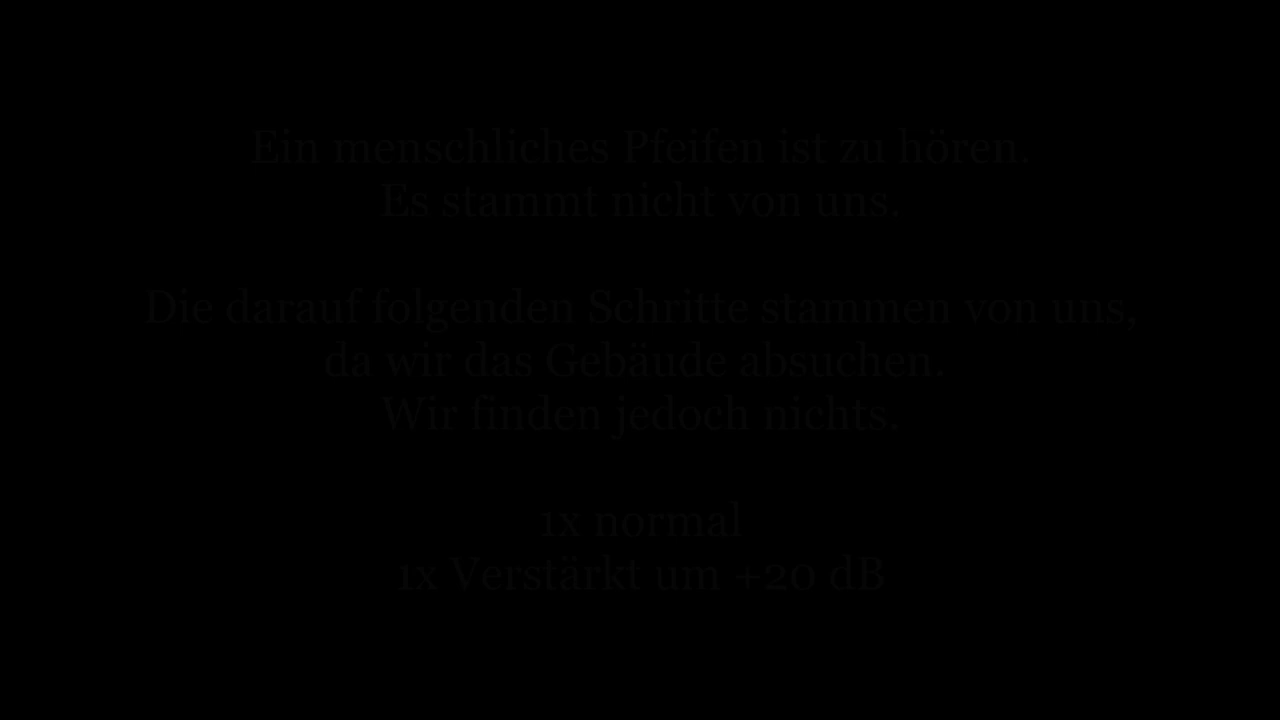 Ein menschliches Pfeifen ist zu hören.
Es stammt nicht von uns.
Die darauf folgenden Schritte stammen von uns,
da wir das Gebäude absuchen.
Wir finden jedoch nichts.
1x normal
1x Verstärkt um +20 dB